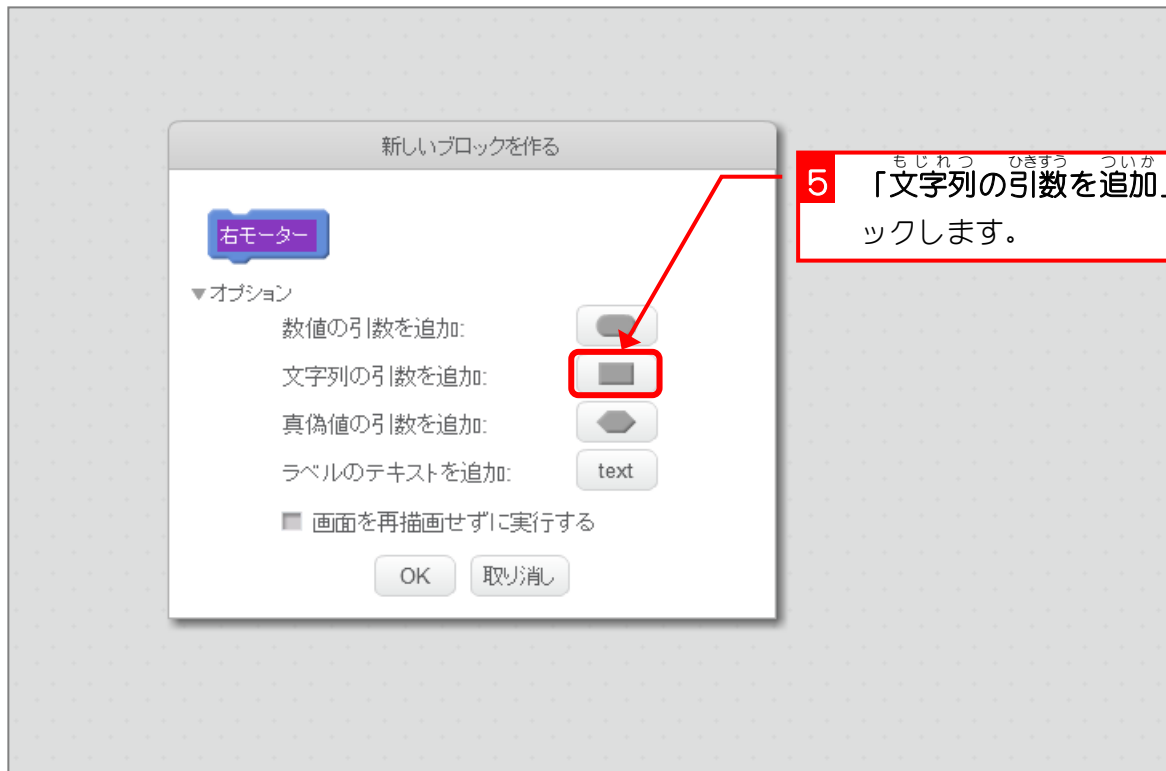 新しいブロックを作る
右モーター
▼オプション
数値の引数を追加:
文字列の引数を追加:
真偽値の引数を追加:
ラベルのテキストを追加:
text
画面を再描画せずに実行する
OK
取り消し
5
もじれつ ひきすう ついか
「文字列の引数を追加」
ックします。